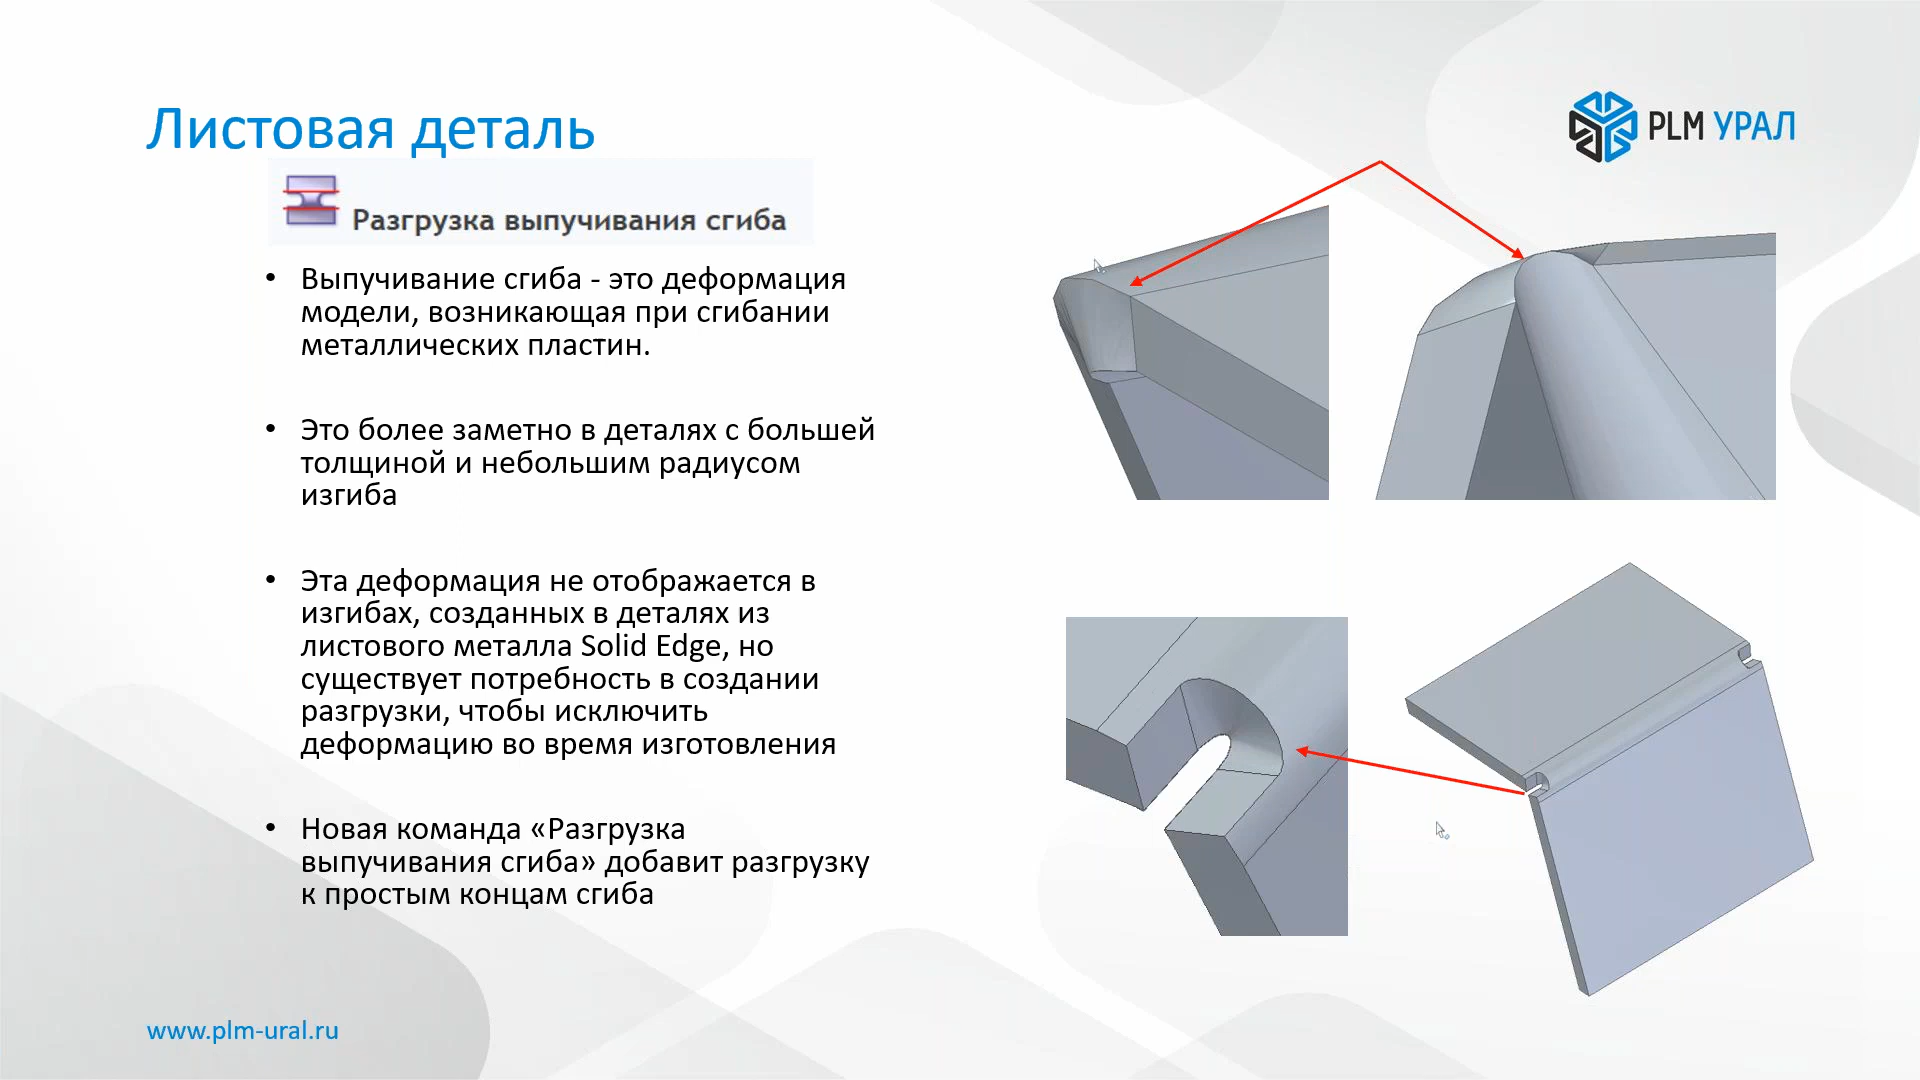 Листовая деталь
PLM УРАЛ
Разгрузка выпучивания сгиба
• Выпучивание сгиба - это деформация
модели, возникающая при сгибании
металлических пластин.
• Это более заметно в деталях с большей
толщиной и небольшим радиусом
изгиба
• Эта деформация не отображается в
изгибах, созданных в деталях из
листового металла Solid Edge, но
существует потребность в создании
разгрузки, чтобы исключить
деформацию во время изготовления
• Новая команда «Разгрузка
выпучивания сгиба» добавит разгрузку
к простым концам сгиба
www.plm-ural.ru